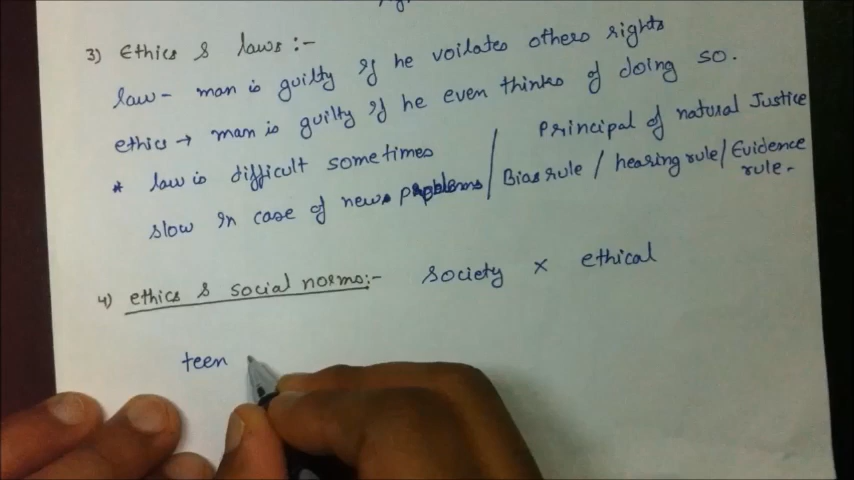 3) Ethics & laws :-
law - man is guilty If he voilates others rights
ethics → man is guilty If he even thinks of doing so.
* law is difficult sometimes / Principal of natural Justice
slow In case of news problems / Bias rule / hearing rule / Evidence rule -
4) ethics & social norms :- society x ethical
teen